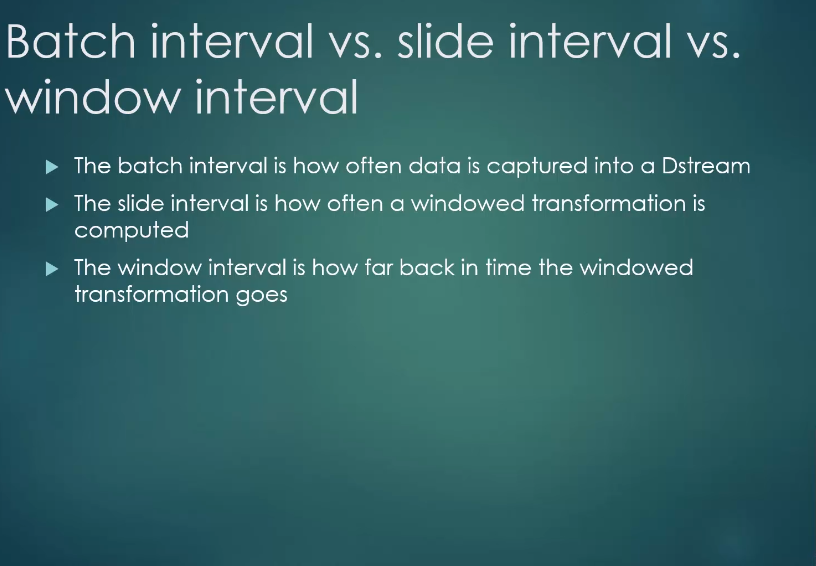 Batch interval vs. slide interval vs.
window interval
The batch interval is how often data is captured into a Dstream
The slide interval is how often a windowed transformation is
computed
The window interval is how far back in time the windowed
transformation goes